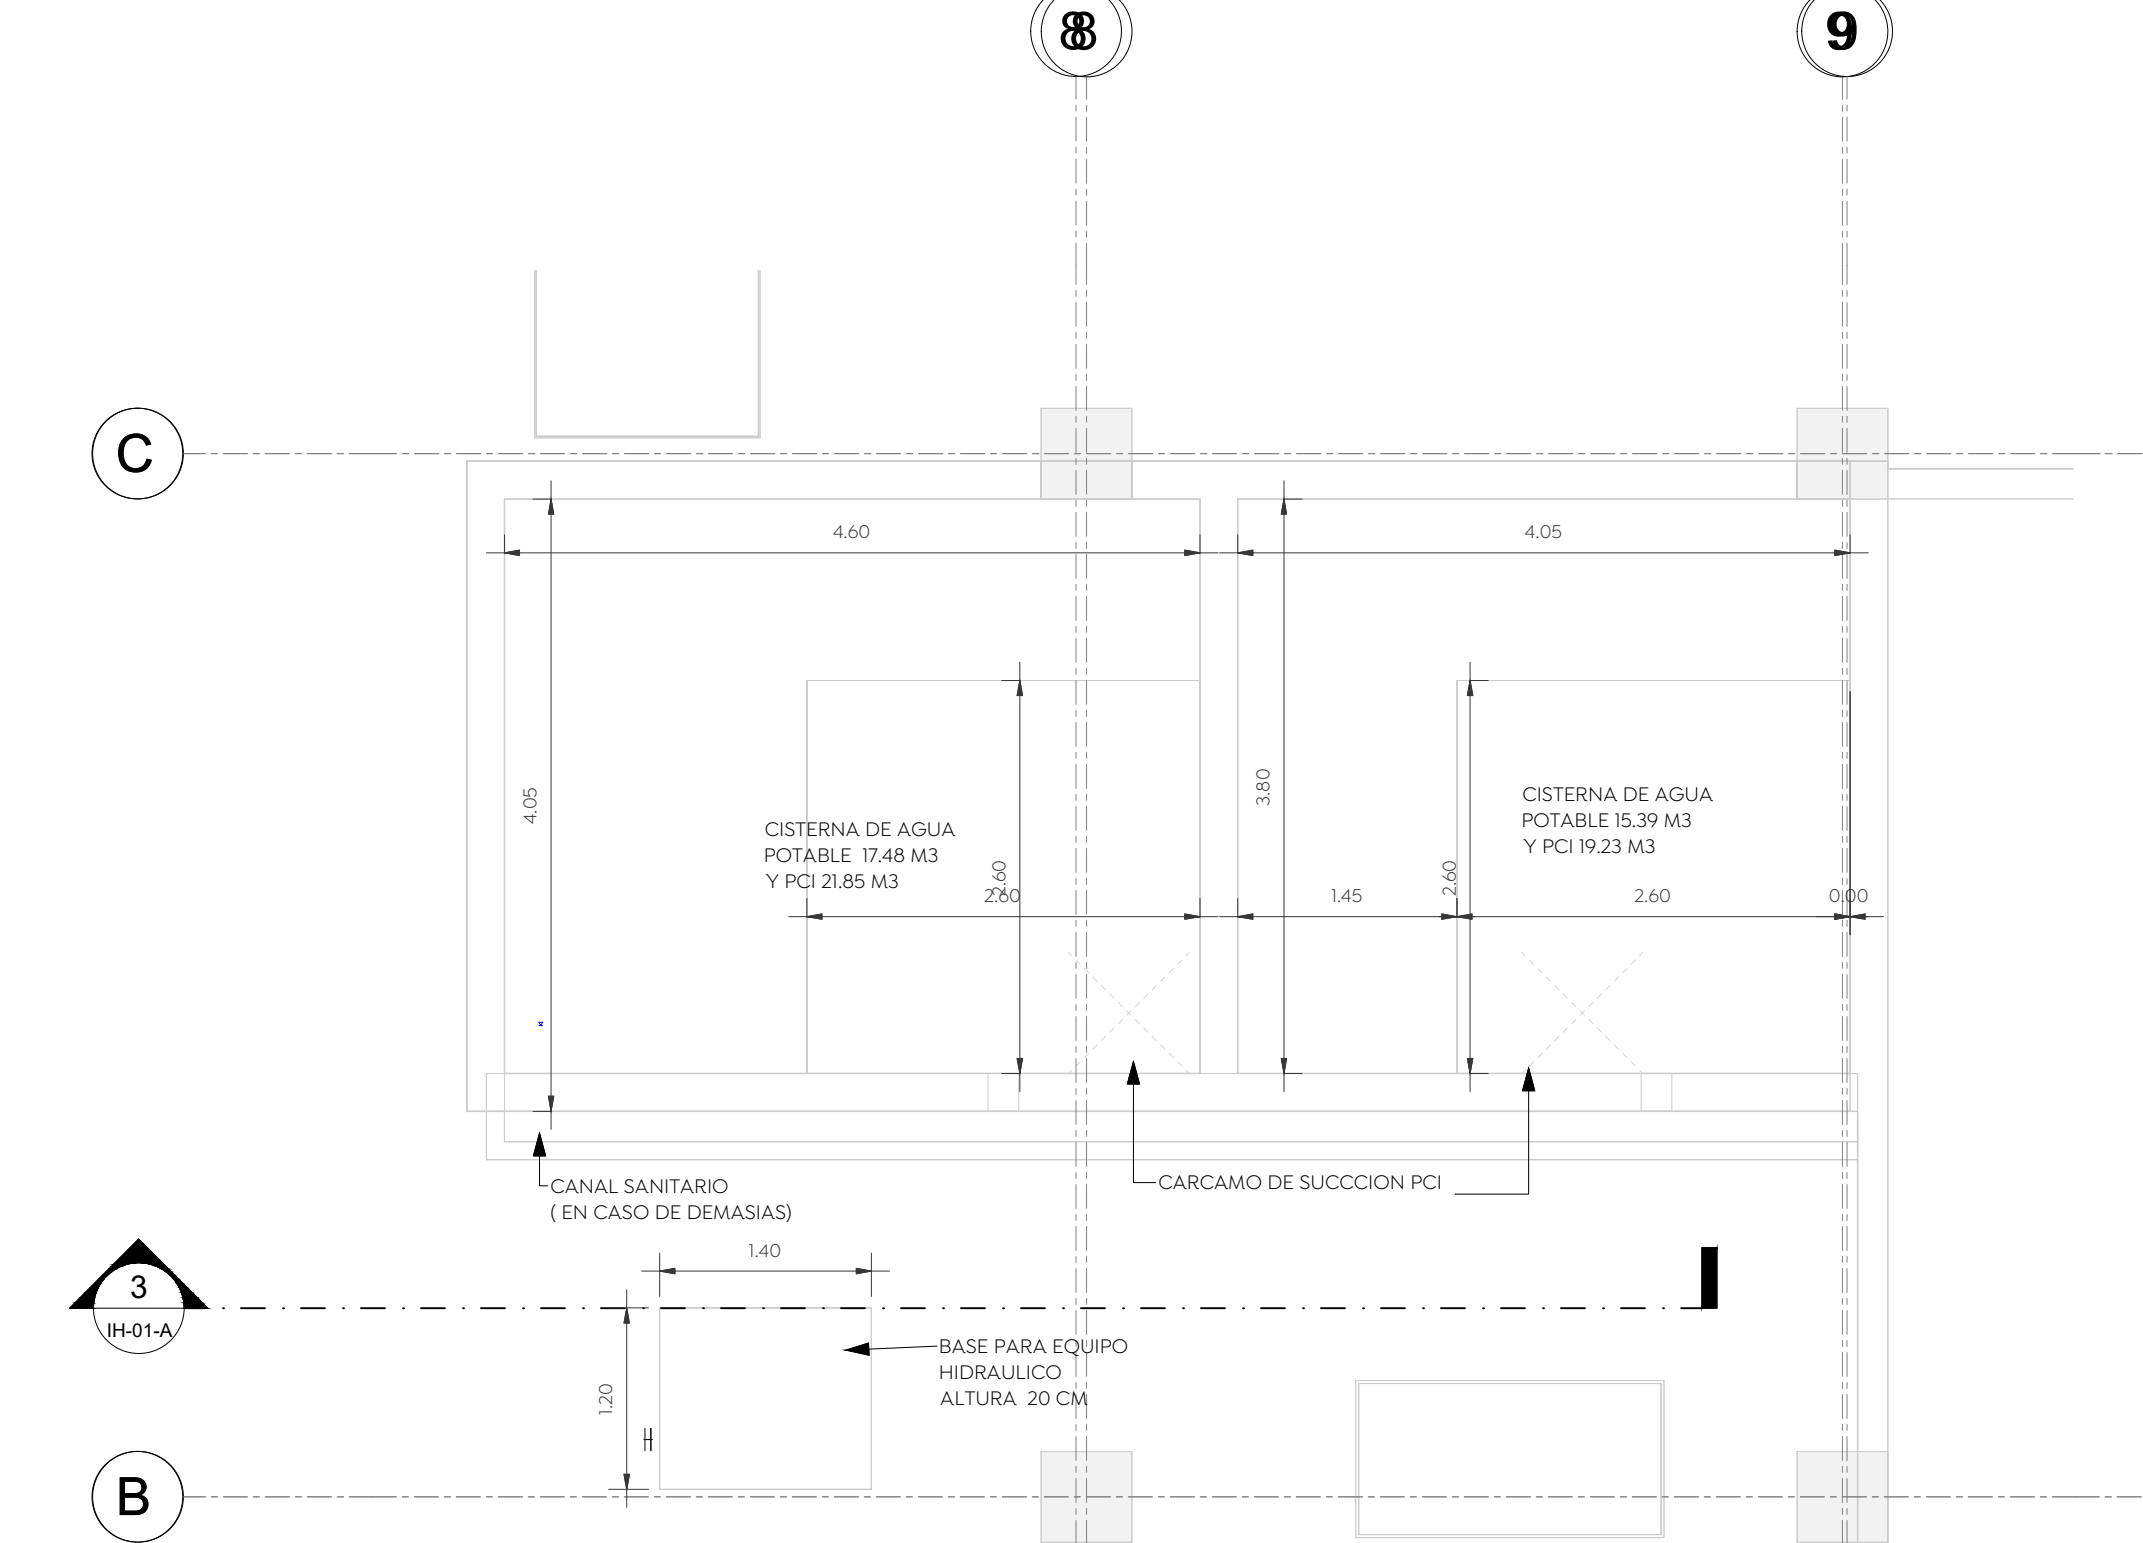 8 8
9 9
C
4.60
4.05
4.05
3.80
CISTERNA DE AGUA
POTABLE 17.48 M3
Y PCI 21.85 M3
CISTERNA DE AGUA
POTABLE 15.39 M3
Y PCI 19.23 M3
2.60
2.60
1.45
2.60
2.60
0.00
CANAL SANITARIO
( EN CASO DE DEMASIAS)
CARCAMO DE SUCCCION PCI
1.40
3
IH-01-A
1.20
BASE PARA EQUIPO
HIDRAULICO
ALTURA 20 CM
B